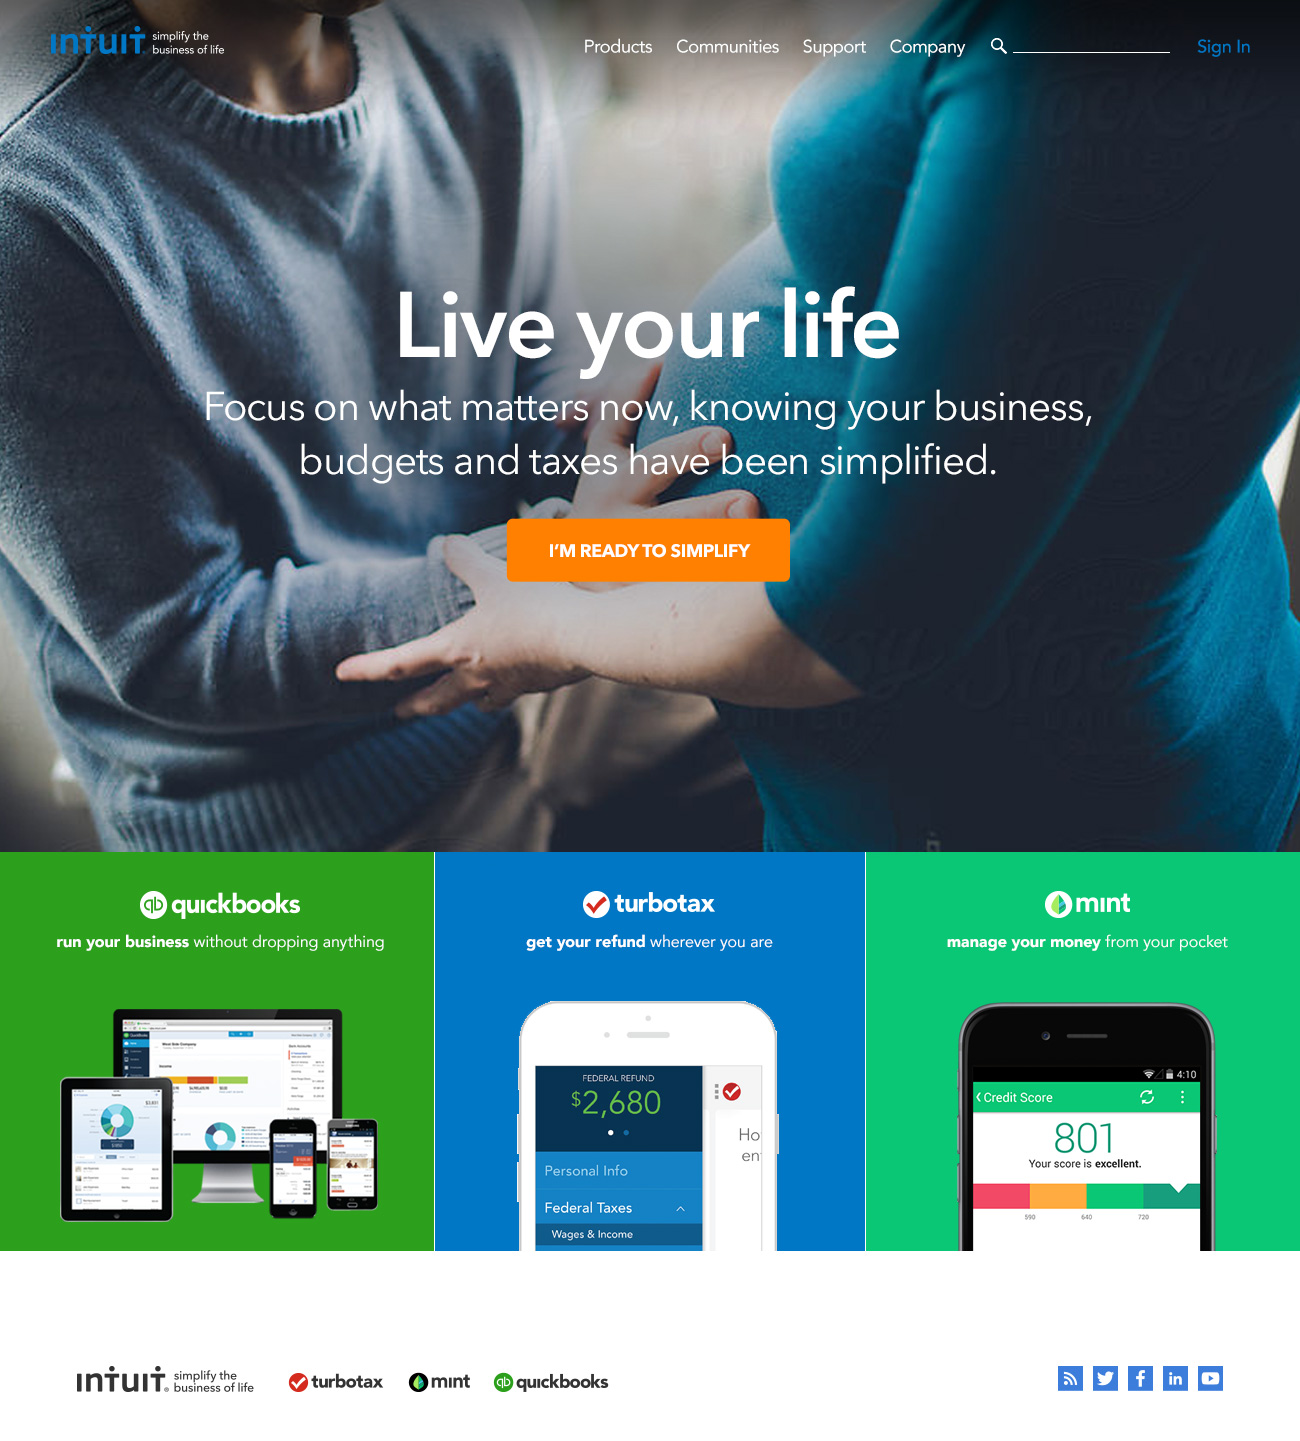 intuit simplify the
business of life
Products Communities Support Company Sign In
Live your life
Focus on what matters now, knowing your business,
budgets and taxes have been simplified.
I'M READY TO SIMPLIFY
qb quickbooks
run your business without dropping anything
turbotax
get your refund wherever you are
FEDERAL REFUND
$2,680
Ho
en
Personal Info
Federal Taxes
Wages & Income
mint
manage your money from your pocket
4:10
Credit Score
801
Your score is excellent.
590 640 720
intuit® simplify the
business of life
turbotax mint qb quickbooks
in